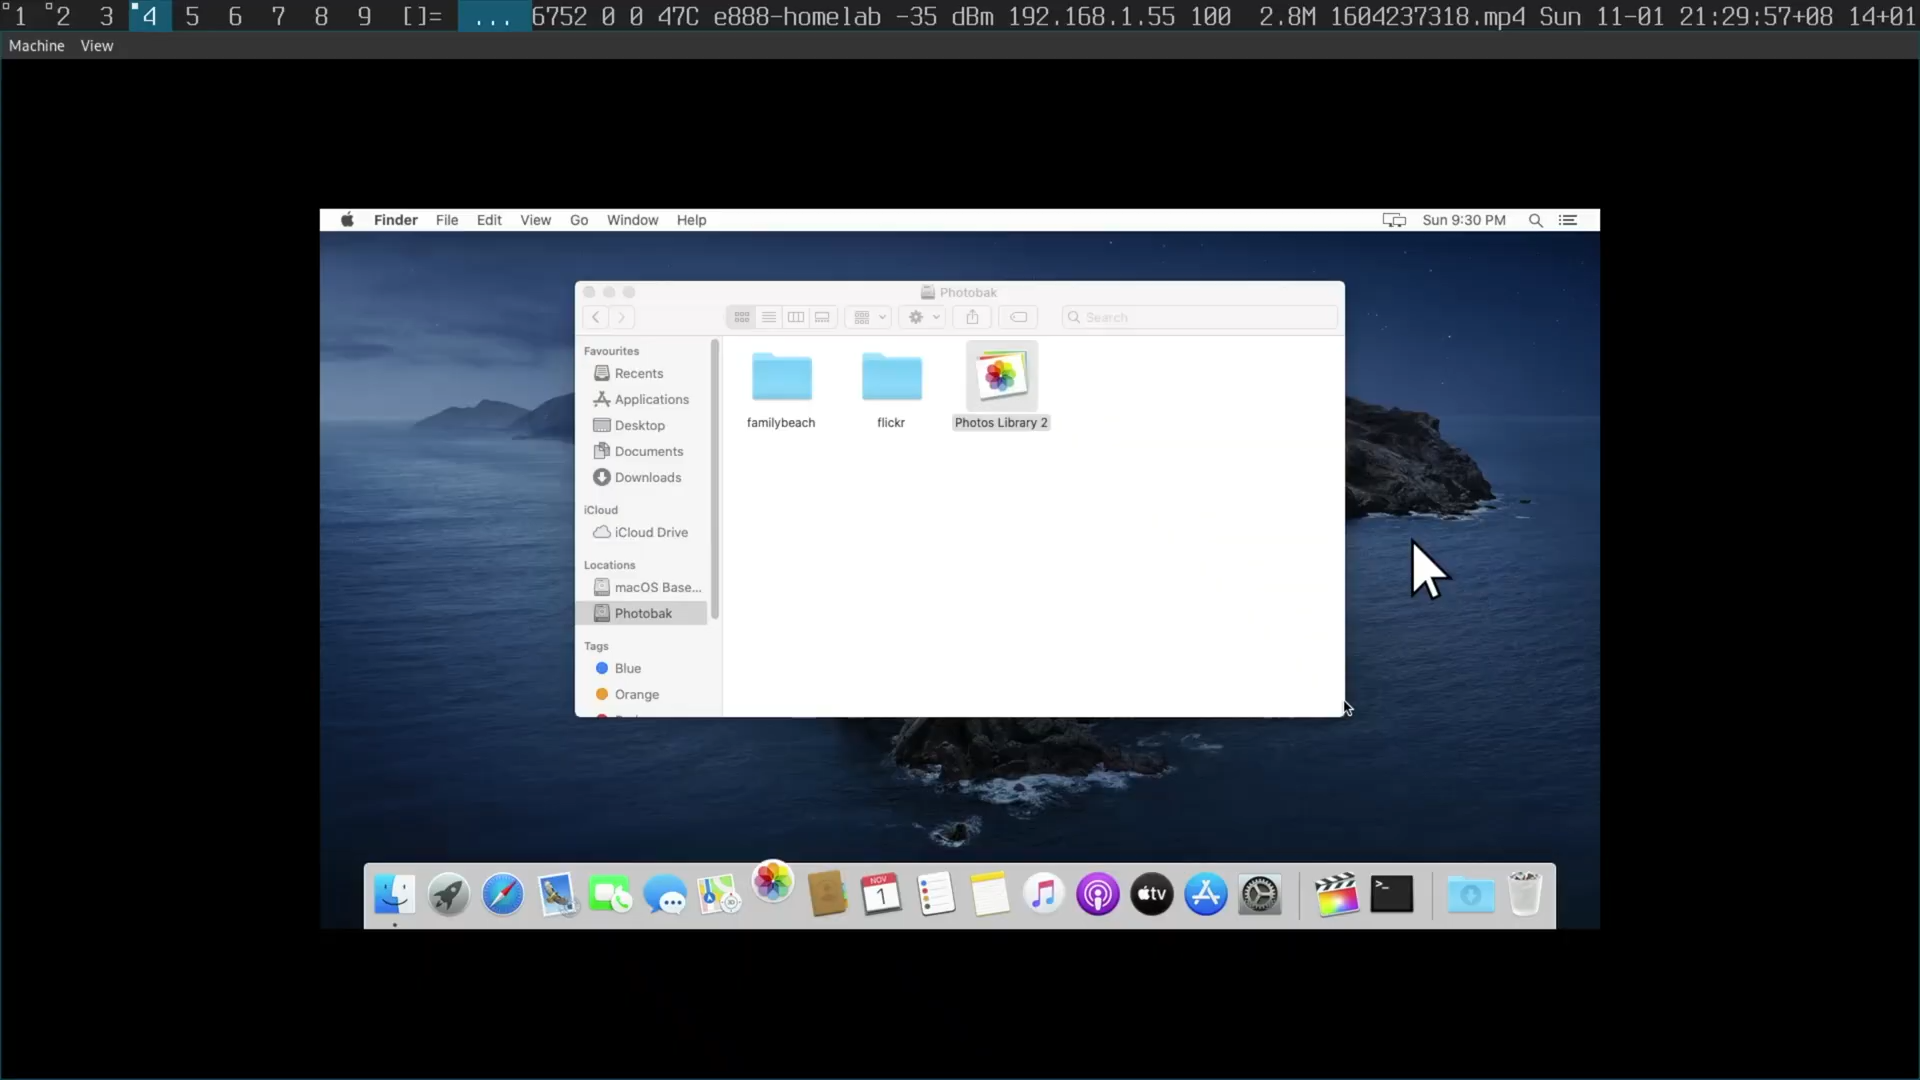 1 2 3 4 5 6 7 8 9 []= ... 6752 0 0 47C e888-homelab -35 dBm 192.168.1.55 100 2.8M 1604237318.mp4 Sun 11-01 21:29:57+08 14+01
Machine View
Finder File Edit View Go Window Help Sun 9:30 PM
Photobak
Search
Favourites
Recents
Applications
Desktop
Documents
Downloads
iCloud
iCloud Drive
Locations
macOS Base...
Photobak
Tags
Blue
Orange
familybeach
flickr
Photos Library 2
NOV
1
tv